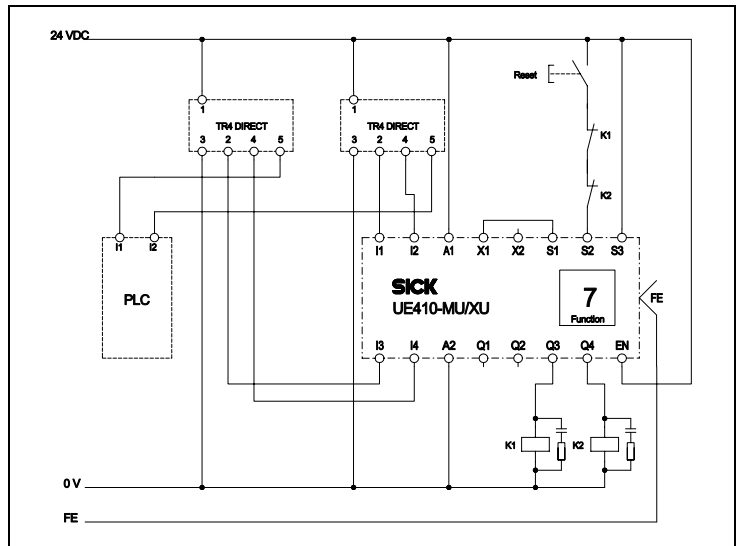 24 VDC
Reset
1
TR4 DIRECT
3 2 4 5
1
TR4 DIRECT
3 2 4 5
K1
K2
I1 I2
PLC
I1 I2 A1 X1 X2 S1 S2 S3
SICK
UE410-MU/XU
7
Function
FE
I3 I4 A2 Q1 Q2 Q3 Q4 EN
K1 K2
0 V
FE